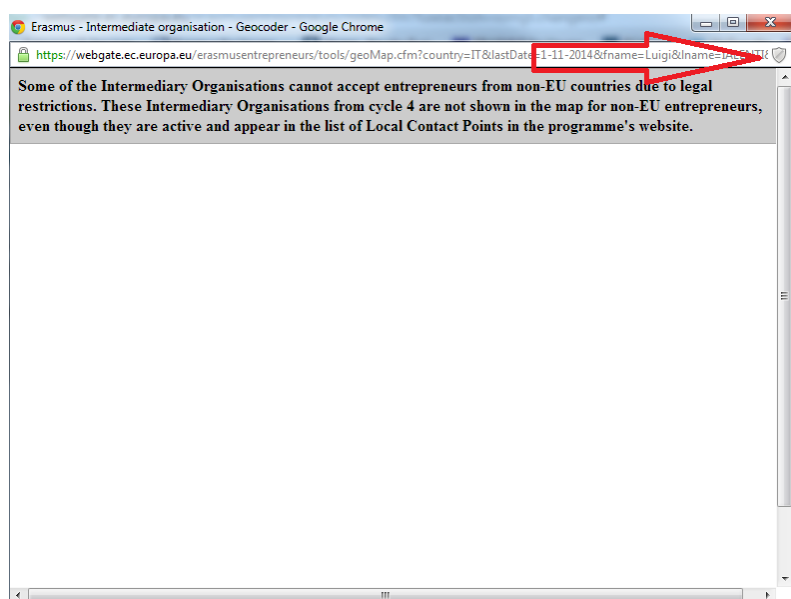 Erasmus - Intermediate organisation - Geocoder - Google Chrome
https://webgate.ec.europa.eu/erasmusentrepreneurs/tools/geoMap.cfm?country=IT&lastDate=1-11-2014&fname=Luigi&lname=
Some of the Intermediary Organisations cannot accept entrepreneurs from non-EU countries due to legal
restrictions. These Intermediary Organisations from cycle 4 are not shown in the map for non-EU entrepreneurs,
even though they are active and appear in the list of Local Contact Points in the programme's website.